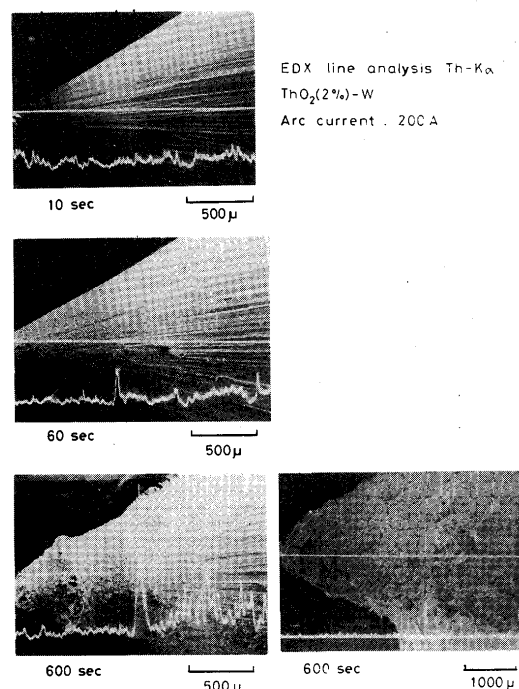 EDX line analysis Th-Kα
ThO₂(2%)-W
Arc current . 200A
10 sec
500μ
60 sec
500μ
600 sec
500μ
600 sec
1000μ